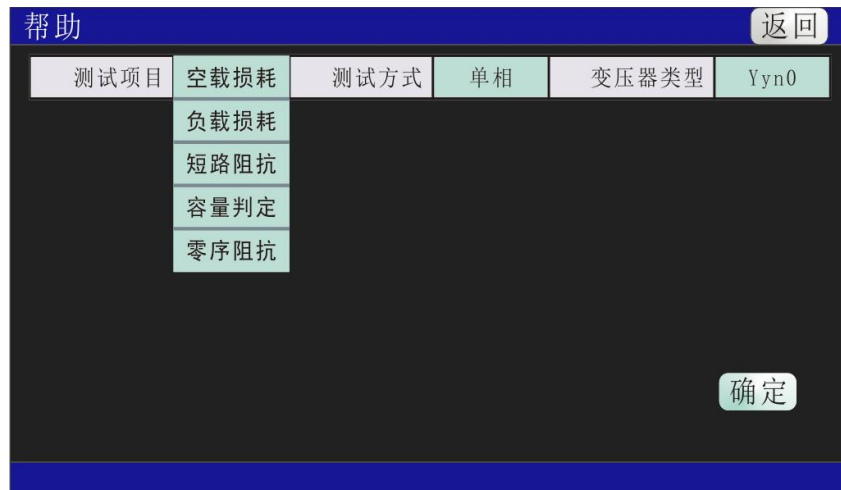 帮助 返回
测试项目 空载损耗 测试方式 单相 变压器类型 Yyn0
负载损耗
短路阻抗
容量判定
零序阻抗
确定